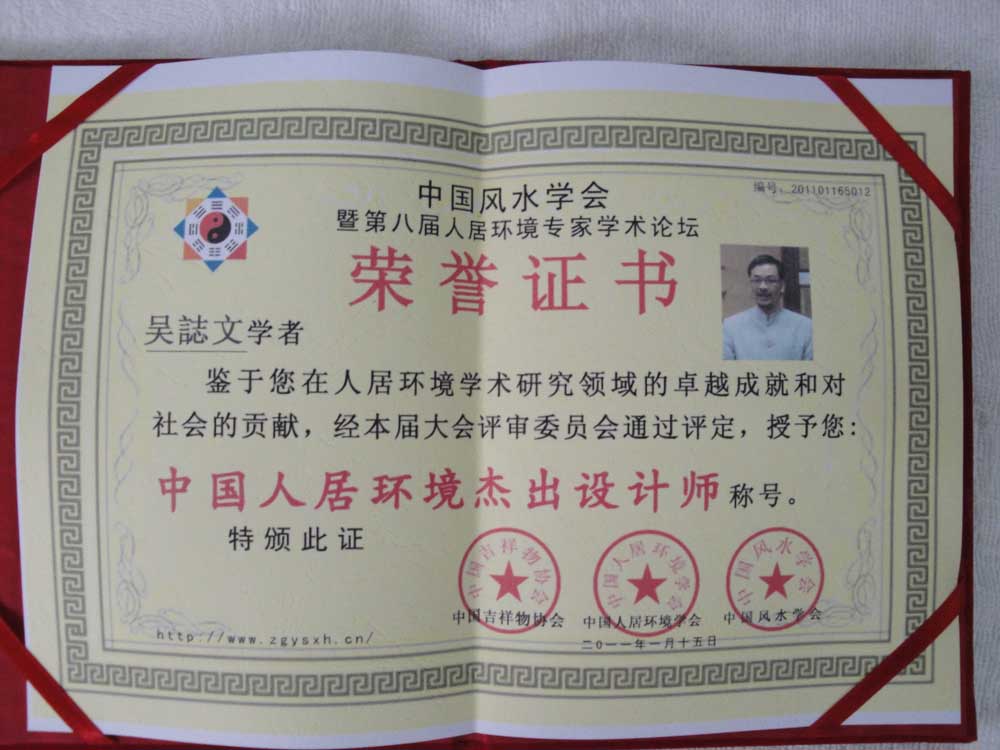 中国风水学会
编号：201101165012
暨第八届人居环境专家学术论坛
荣誉证书
吴誌文学者
鉴于您在人居环境学术研究领域的卓越成就和对
社会的贡献，经本届大会评审委员会通过评定，授予您：
中国人居环境杰出设计师称号。
特颁此证
中国吉祥物协会
中国人居环境学会
中国风水学会
中国吉祥物协会 中国人居环境学会 中国风水学会
二0一一年一月十五日
http://www.zgysxh.cn/